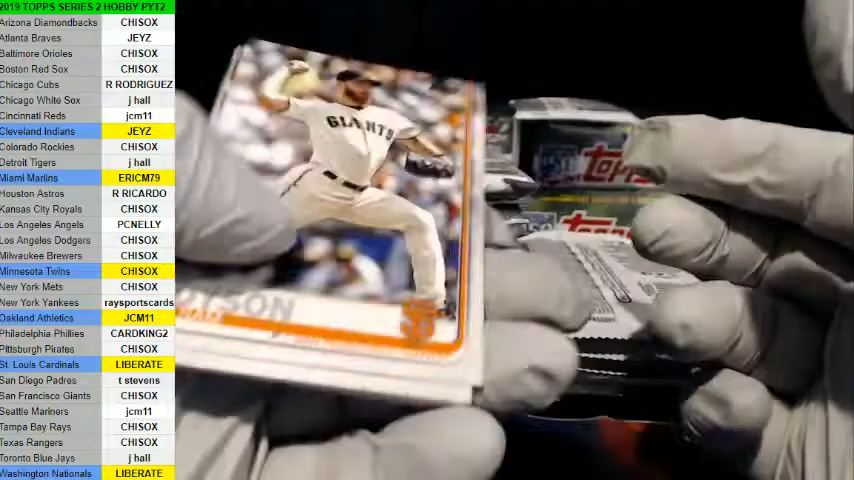 2019 TOPPS SERIES 2 HOBBY PYT2
Arizona Diamondbacks CHISOX
Atlanta Braves JEYZ
Baltimore Orioles CHISOX
Boston Red Sox CHISOX
Chicago Cubs R RODRIGUEZ
Chicago White Sox j hall
Cincinnati Reds jcm11
Cleveland Indians JEYZ
Colorado Rockies CHISOX
Detroit Tigers j hall
Miami Marlins ERICM79
Houston Astros R RICARDO
Kansas City Royals CHISOX
Los Angeles Angels PCNELLY
Los Angeles Dodgers CHISOX
Milwaukee Brewers CHISOX
Minnesota Twins CHISOX
New York Mets CHISOX
New York Yankees raysportscards
Oakland Athletics JCM11
Philadelphia Phillies CARDKING2
Pittsburgh Pirates CHISOX
St. Louis Cardinals LIBERATE
San Diego Padres t stevens
San Francisco Giants CHISOX
Seattle Mariners jcm11
Tampa Bay Rays CHISOX
Texas Rangers CHISOX
Toronto Blue Jays j hall
Washington Nationals LIBERATE
GIANTS
topps
topps